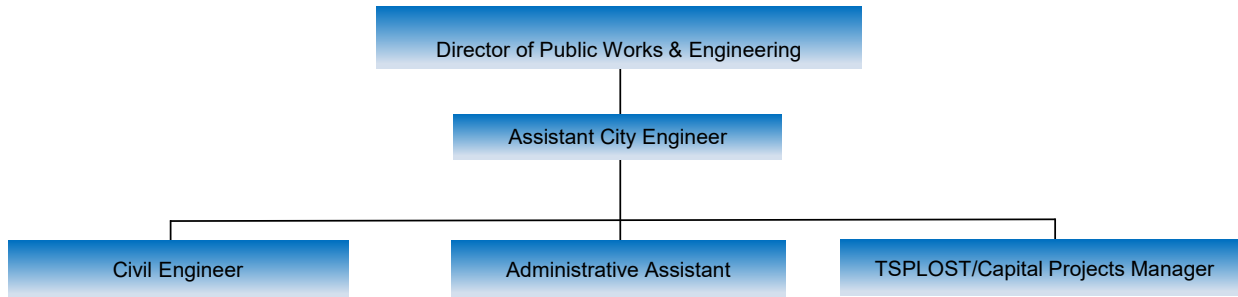 Director of Public Works & Engineering
Assistant City Engineer
Civil Engineer
Administrative Assistant
TSPLOST/Capital Projects Manager